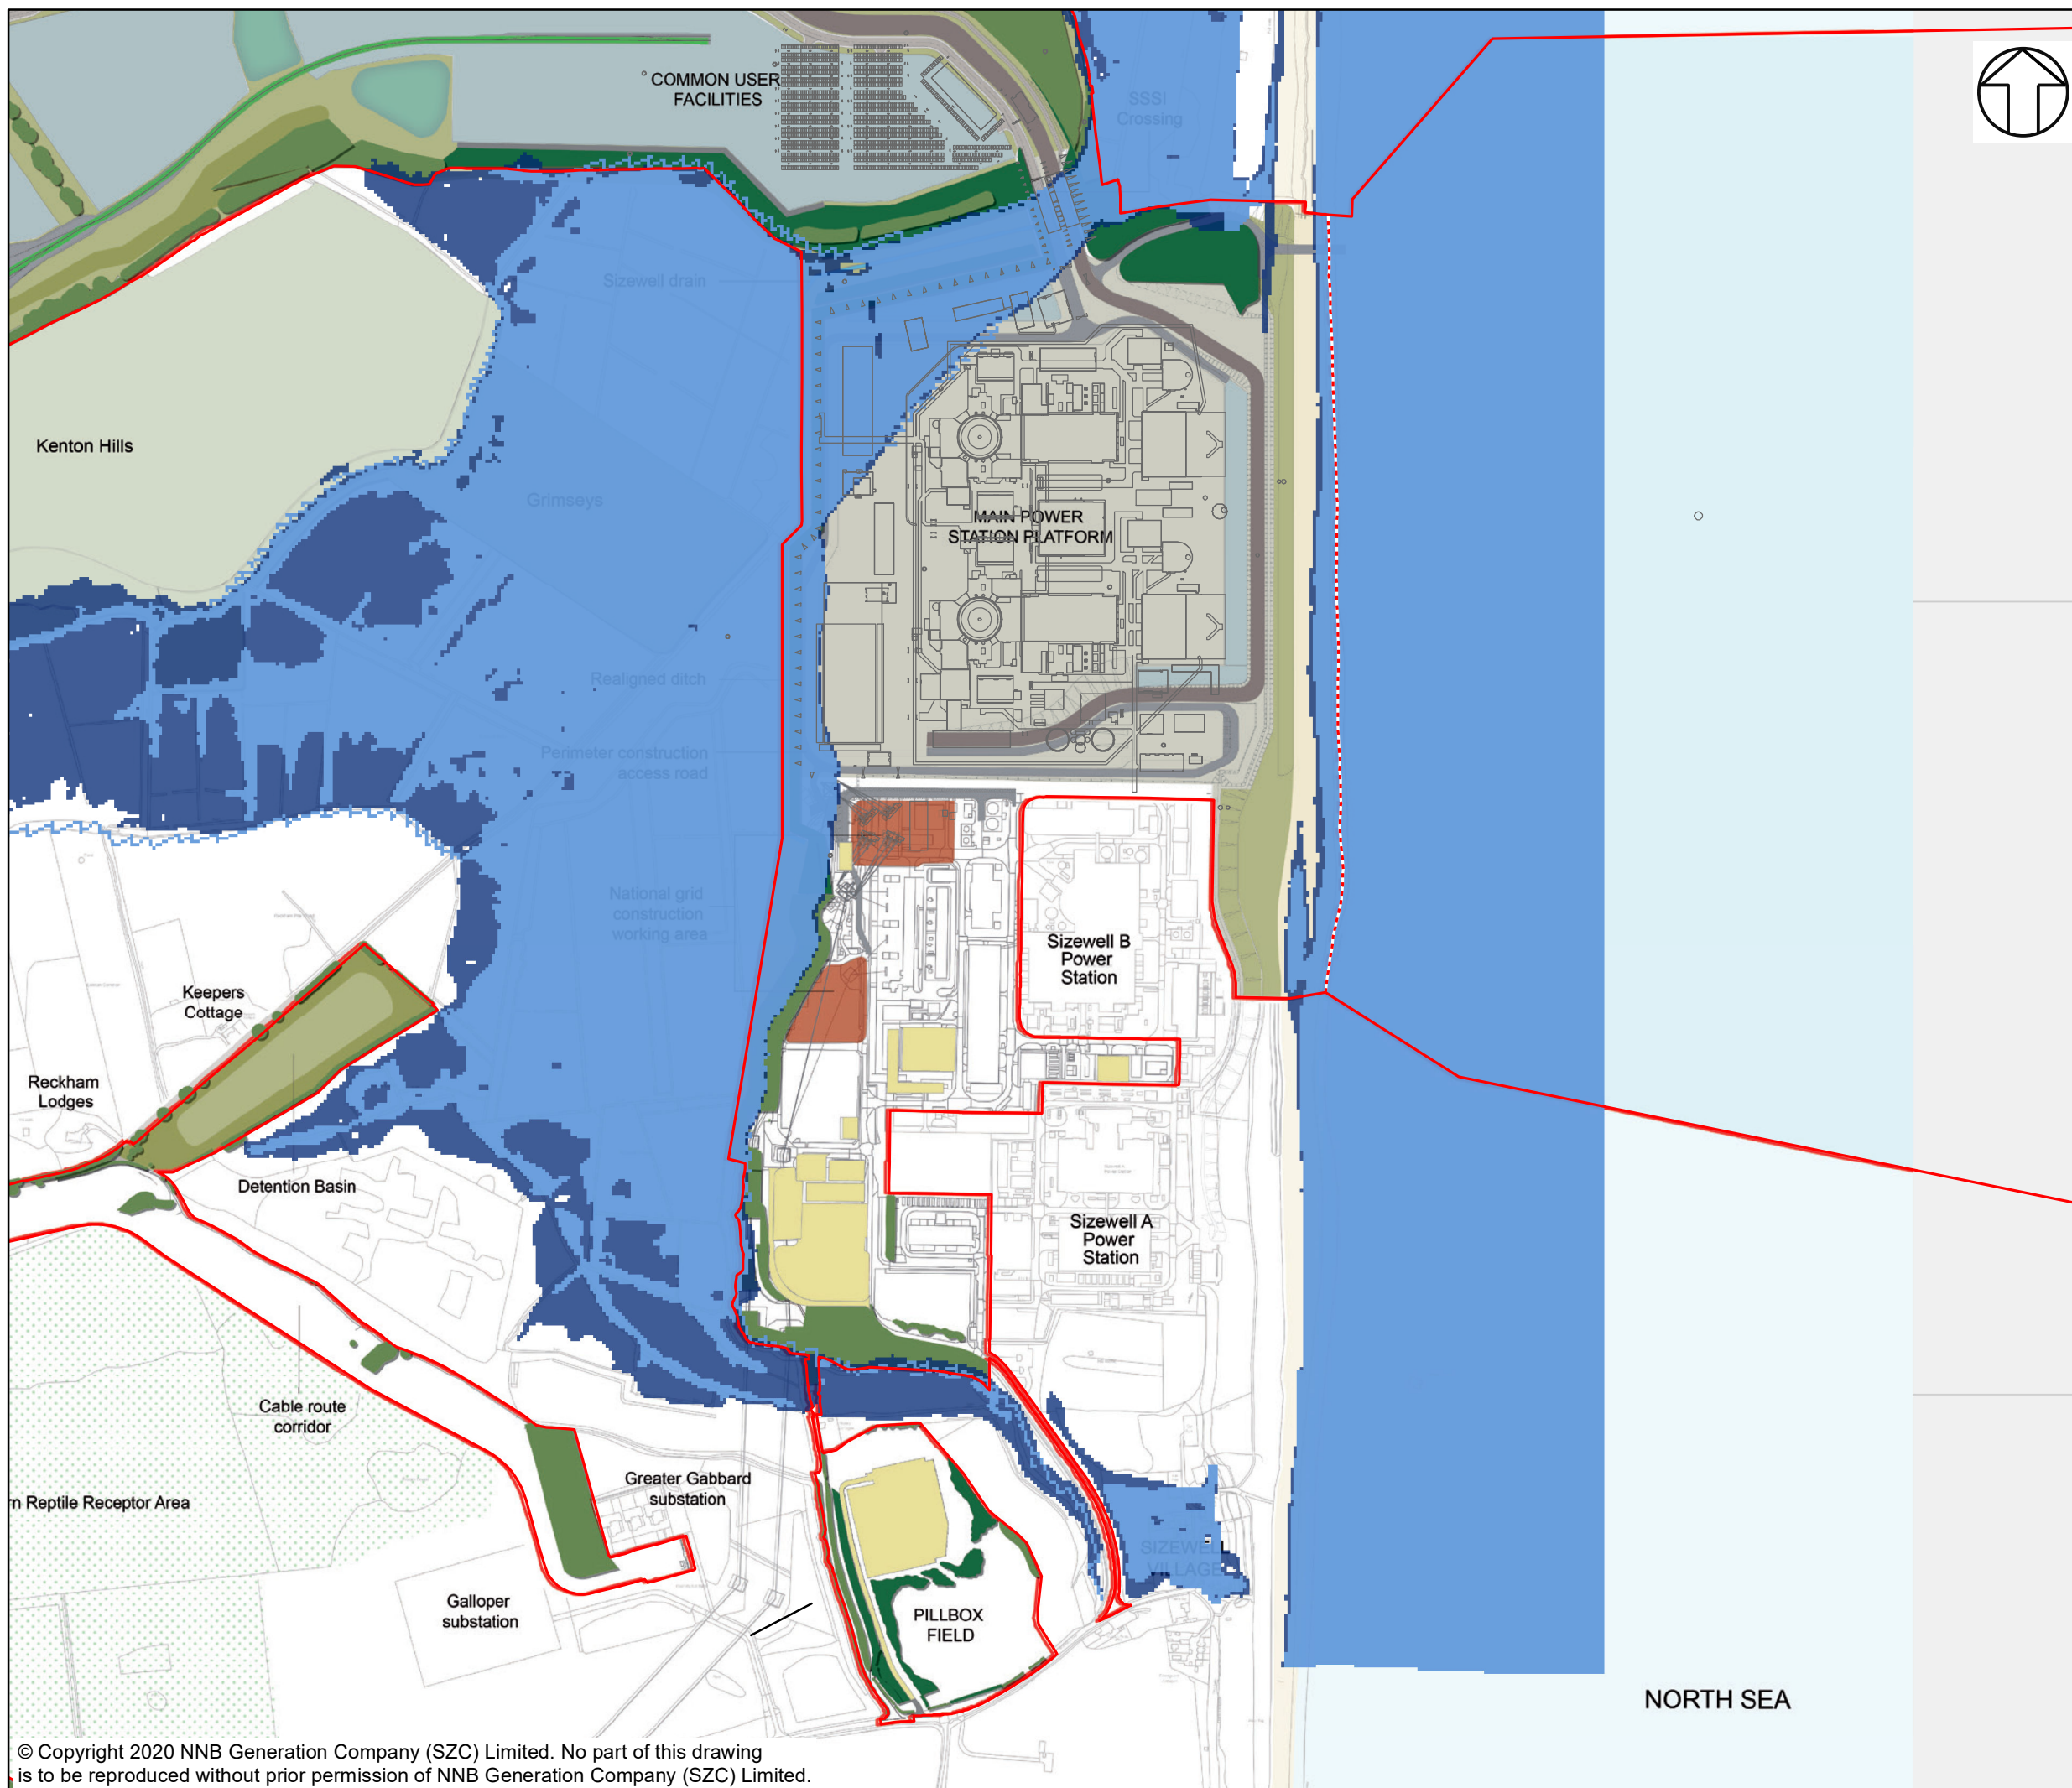 COMMON USER
FACILITIES
SSSI
Crossing
Sizewell drain
Kenton Hills
Grimseys
MAIN POWER
STATION PLATFORM
Realigned ditch
Perimeter construction
access road
National grid
construction
working area
Sizewell B
Power
Station
Keepers
Cottage
Reckham
Lodges
Detention Basin
Sizewell A
Power
Station
Cable route
corridor
Greater Gabbard
substation
rn Reptile Receptor Area
SIZEWELL
VILLAGE
Galloper
substation
PILLBOX
FIELD
NORTH SEA
© Copyright 2020 NNB Generation Company (SZC) Limited. No part of this drawing
is to be reproduced without prior permission of NNB Generation Company (SZC) Limited.